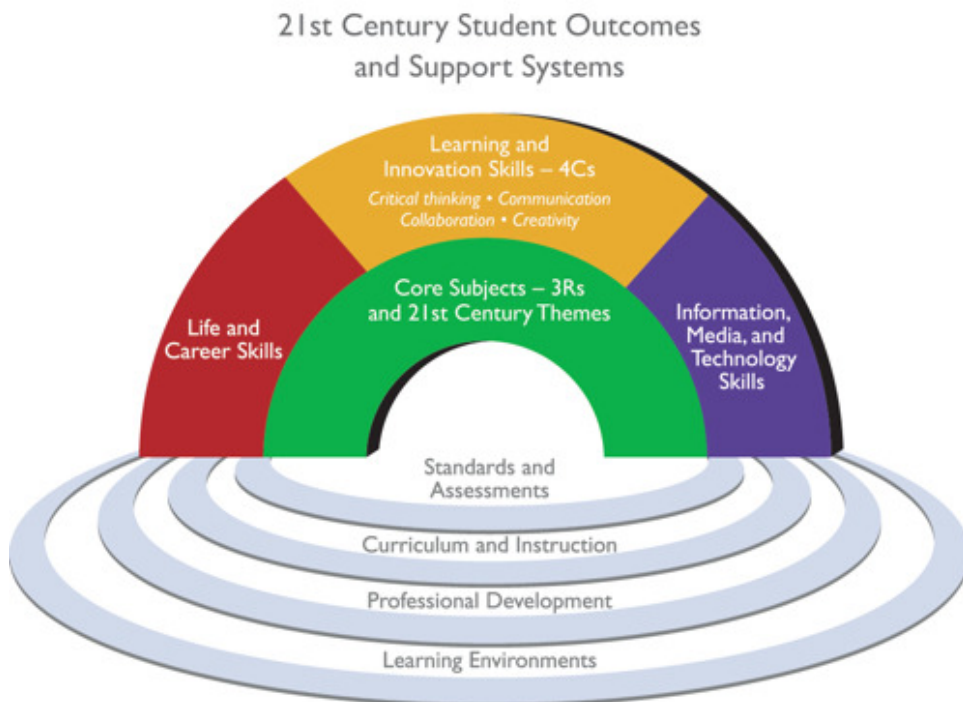 21st Century Student Outcomes
and Support Systems
Learning and
Innovation Skills – 4Cs
Critical thinking • Communication
Collaboration • Creativity
Core Subjects – 3Rs
and 21st Century Themes
Life and
Career Skills
Information,
Media, and
Technology
Skills
Standards and
Assessments
Curriculum and Instruction
Professional Development
Learning Environments